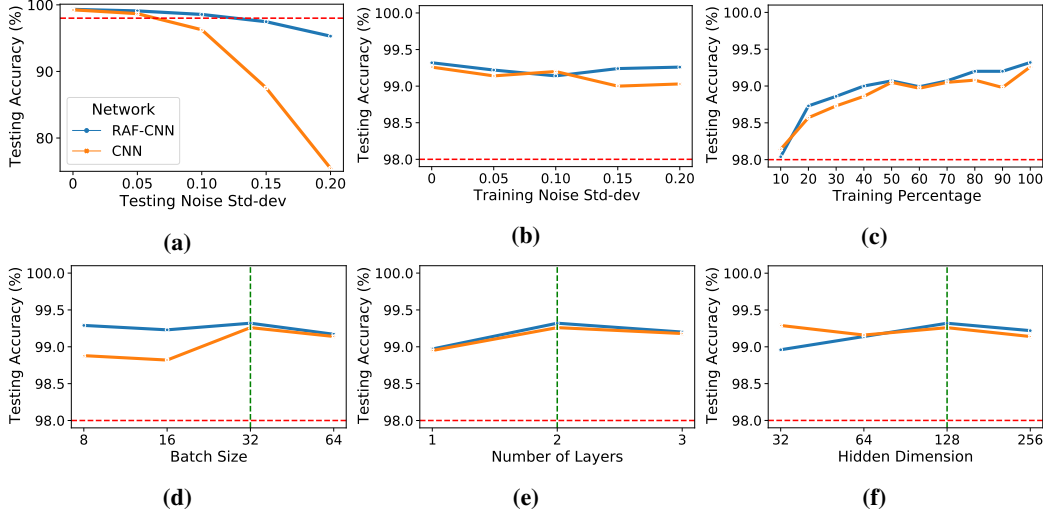 Testing Accuracy (%)
100
90
80
Network
RAF-CNN
CNN
0 0.05 0.10 0.15 0.20
Testing Noise Std-dev
(a)
Testing Accuracy (%)
100.0
99.5
99.0
98.5
98.0
0 0.05 0.10 0.15 0.20
Training Noise Std-dev
(b)
Testing Accuracy (%)
100.0
99.5
99.0
98.5
98.0
10 20 30 40 50 60 70 80 90 100
Training Percentage
(c)
Testing Accuracy (%)
100.0
99.5
99.0
98.5
98.0
8 16 32 64
Batch Size
(d)
Testing Accuracy (%)
100.0
99.5
99.0
98.5
98.0
1 2 3
Number of Layers
(e)
Testing Accuracy (%)
100.0
99.5
99.0
98.5
98.0
32 64 128 256
Hidden Dimension
(f)